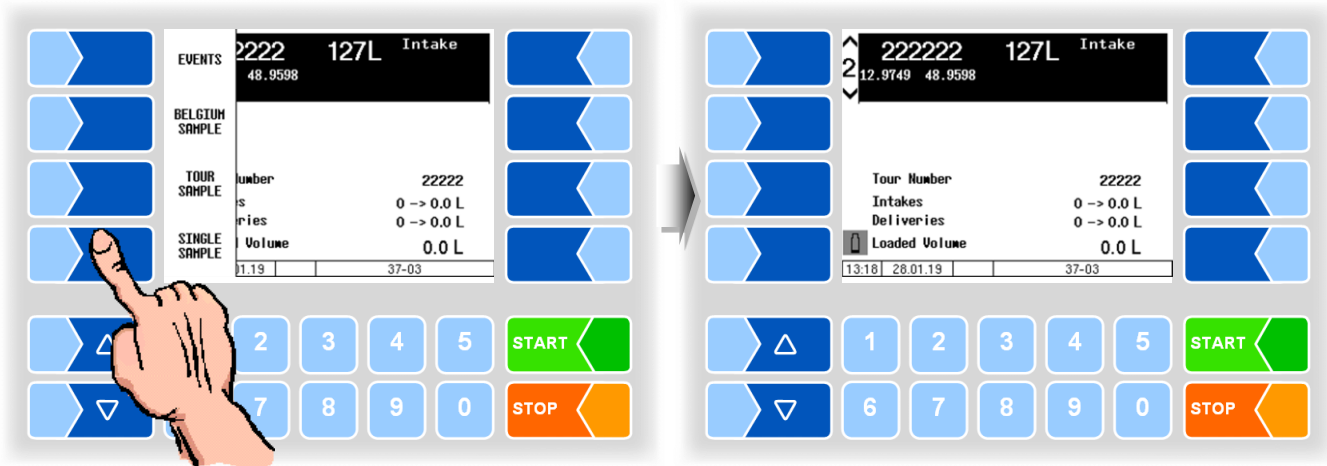 EVENTS
2222 127L Intake
48.9598
BELGIUM
SAMPLE
TOUR
SAMPLE
umber 22222
s 0 -> 0.0 L
eries 0 -> 0.0 L
SINGLE
SAMPLE
l Volume 0.0 L
01.19 37-03
2 3 4 5 START
7 8 9 0 STOP
222222 127L Intake
2 12.9749 48.9598
Tour Number 22222
Intakes 0 -> 0.0 L
Deliveries 0 -> 0.0 L
Loaded Volume 0.0 L
13:18 28.01.19 37-03
1 2 3 4 5 START
6 7 8 9 0 STOP